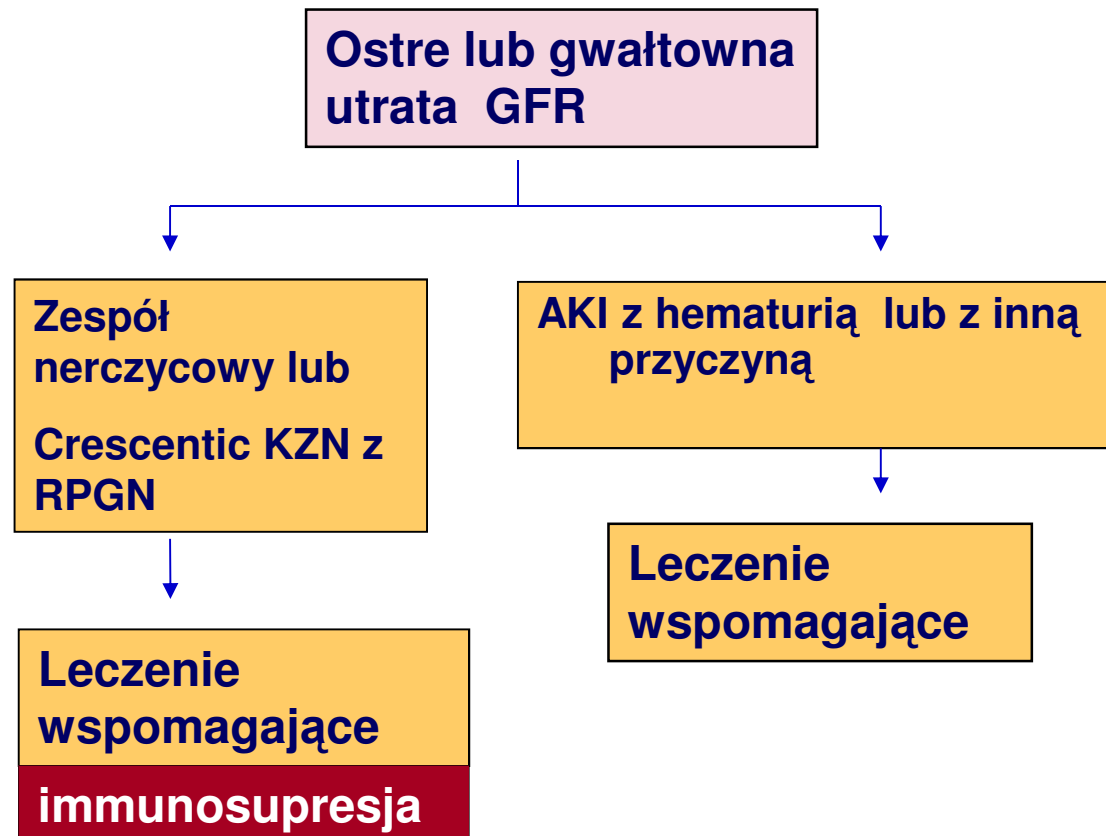 Ostre lub gwałtowna
utrata GFR
Zespół
nerczycowy lub
Crescentic KZN z
RPGN
AKI z hematurią lub z inną
przyczyną
Leczenie
wspomagające
immunosupresja
Leczenie
wspomagające